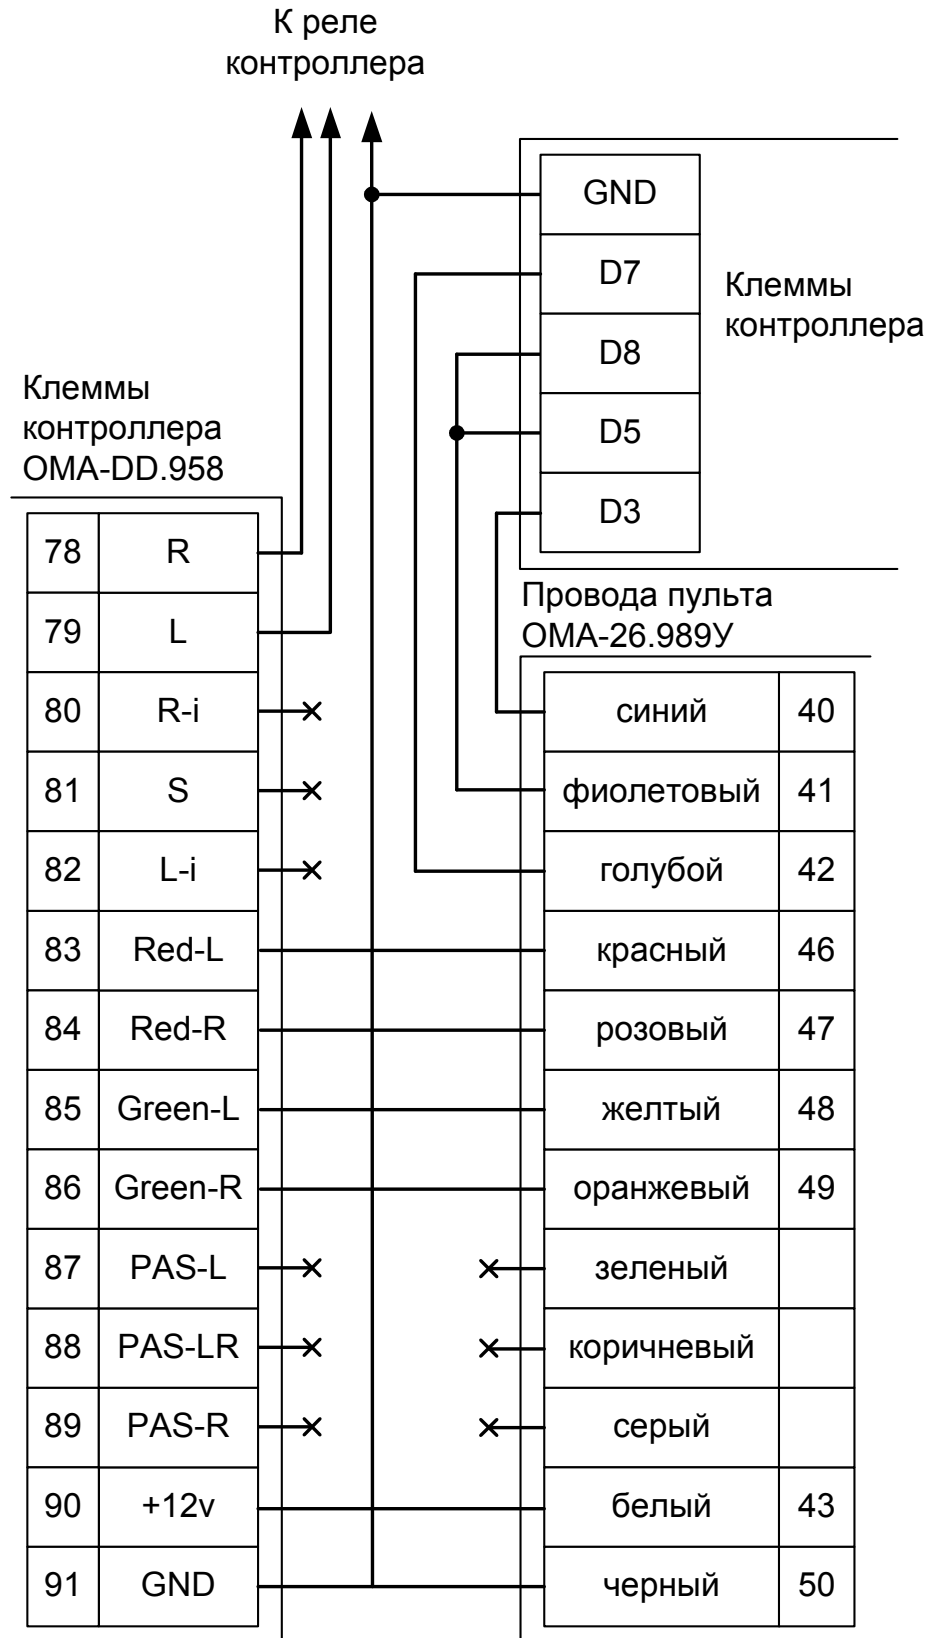 К реле
контроллера
GND
D7
D8
D5
D3
Клеммы
контроллера
Клеммы
контроллера
ОМА-DD.958
78 R
79 L
80 R-i
81 S
82 L-i
83 Red-L
84 Red-R
85 Green-L
86 Green-R
87 PAS-L
88 PAS-LR
89 PAS-R
90 +12v
91 GND
Провода пульта
ОМА-26.989У
синий 40
фиолетовый 41
голубой 42
красный 46
розовый 47
желтый 48
оранжевый 49
зеленый
коричневый
серый
белый 43
черный 50